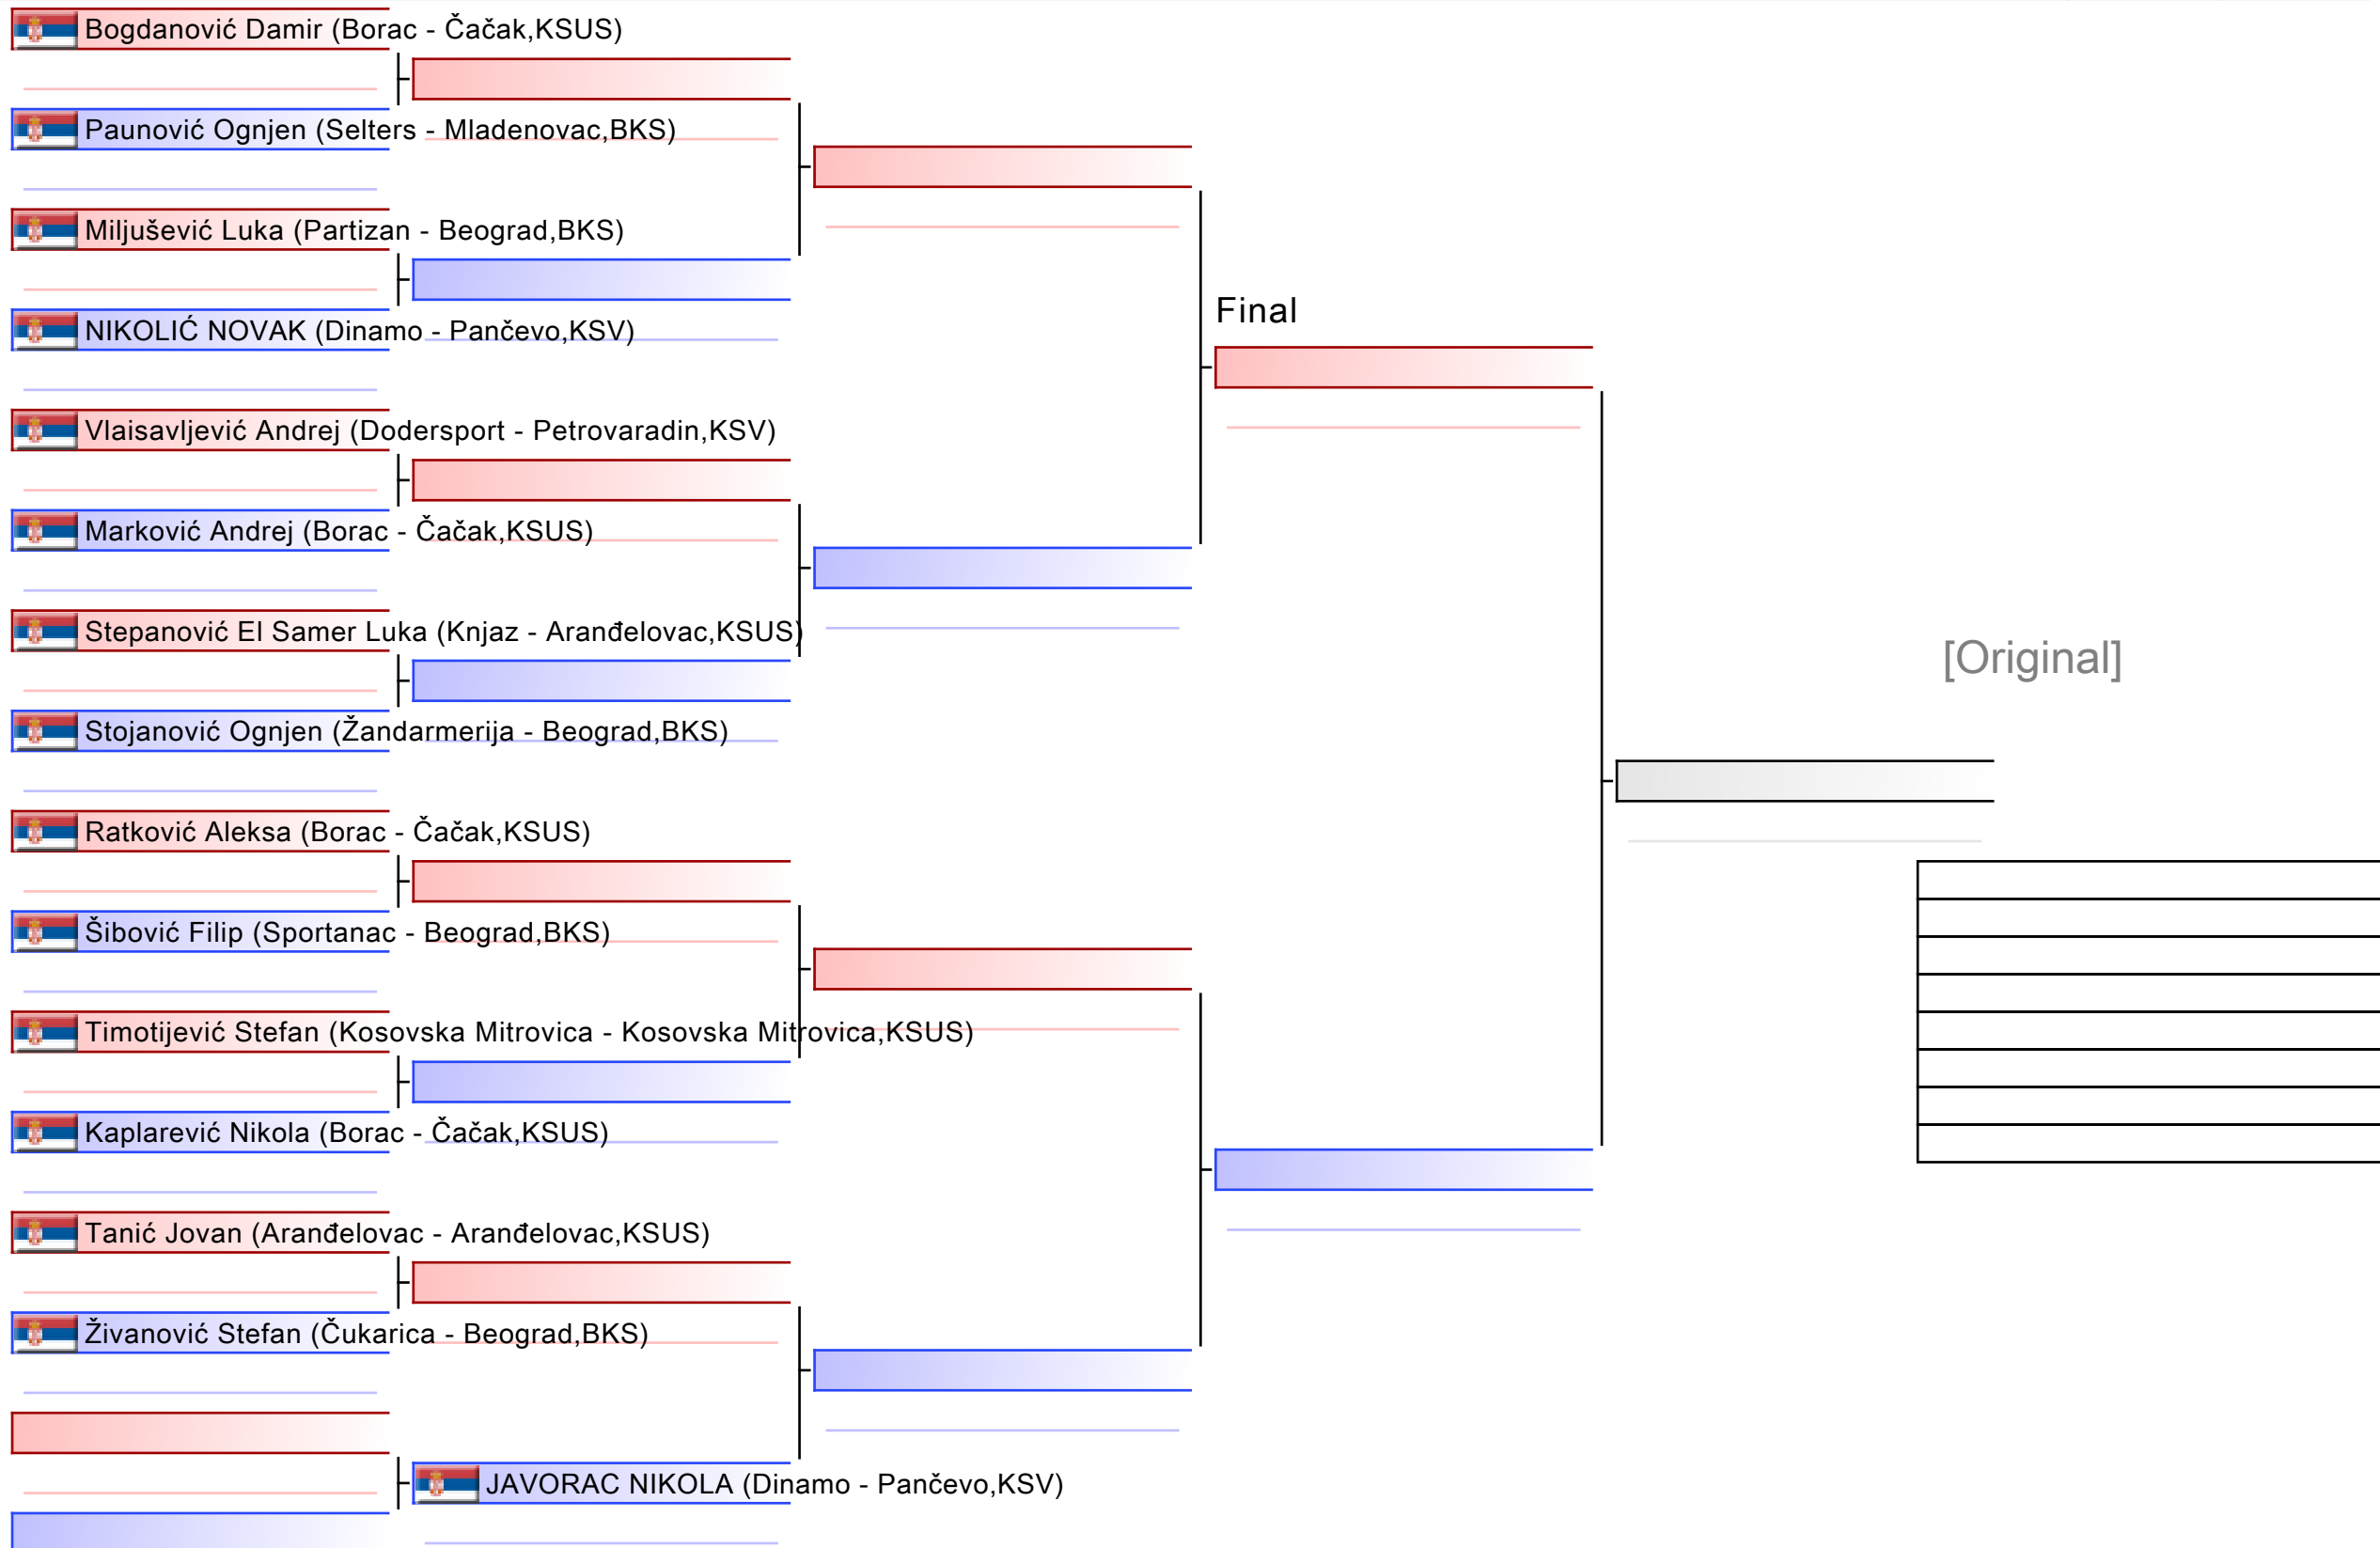 Bogdanović Damir (Borac - Čačak,KSUS)
Paunović Ognjen (Selters - Mladenovac,BKS)
Miljušević Luka (Partizan - Beograd,BKS)
NIKOLIĆ NOVAK (Dinamo - Pančevo,KSV)
Final
Vlaisavljević Andrej (Dodersport - Petrovaradin,KSV)
Marković Andrej (Borac - Čačak,KSUS)
Stepanović El Samer Luka (Knjaz - Aranđelovac,KSUS)
[Original]
Stojanović Ognjen (Žandarmerija - Beograd,BKS)
Ratković Aleksa (Borac - Čačak,KSUS)
Šibović Filip (Sportanac - Beograd,BKS)
Timotijević Stefan (Kosovska Mitrovica - Kosovska Mitrovica,KSUS)
Kaplarević Nikola (Borac - Čačak,KSUS)
Tanić Jovan (Aranđelovac - Aranđelovac,KSUS)
Živanović Stefan (Čukarica - Beograd,BKS)
JAVORAC NIKOLA (Dinamo - Pančevo,KSV)